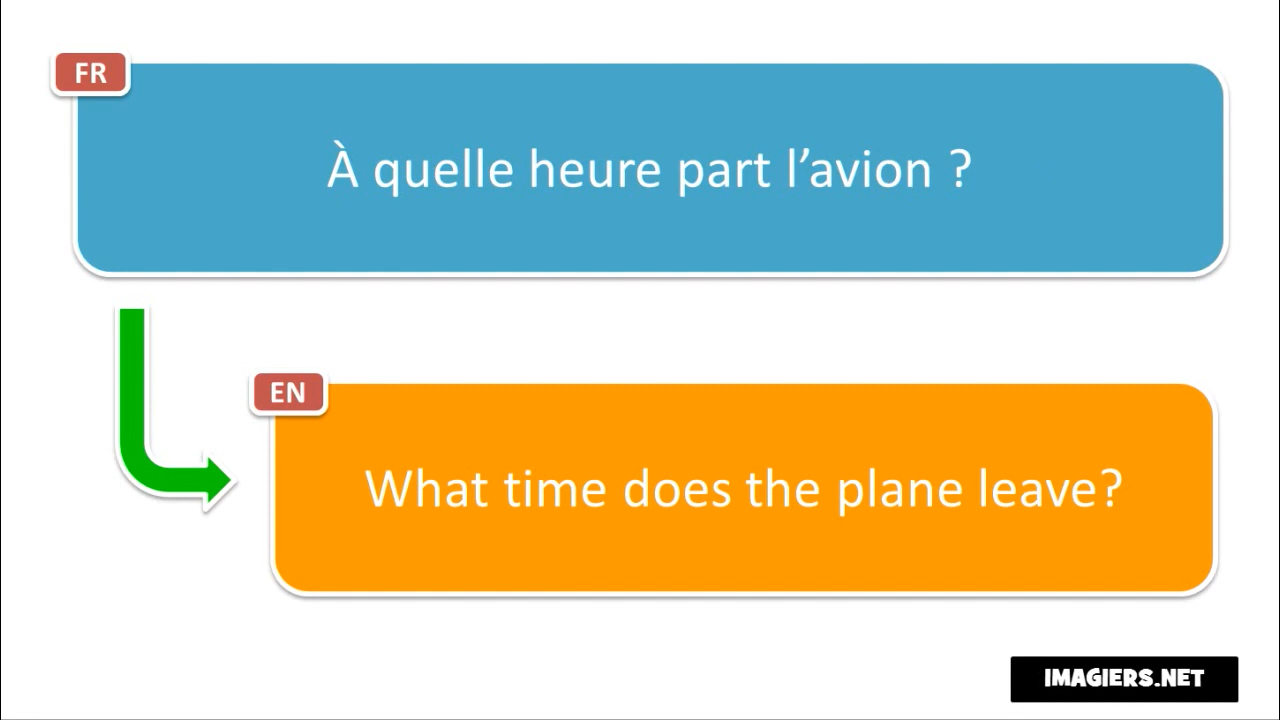 FR
À quelle heure part l’avion ?
EN
What time does the plane leave?
IMAGIERS.NET